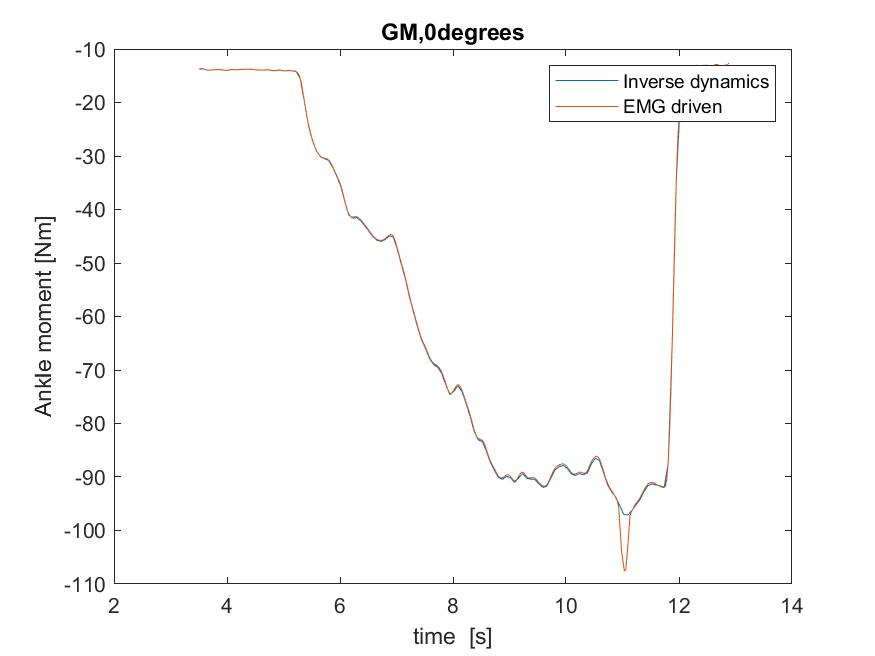 GM,0degrees
-10
Inverse dynamics
EMG driven
-20
-30
-40
-50
-60
-70
-80
-90
-100
-110
Ankle moment [Nm]
2 4 6 8 10 12 14
time [s]